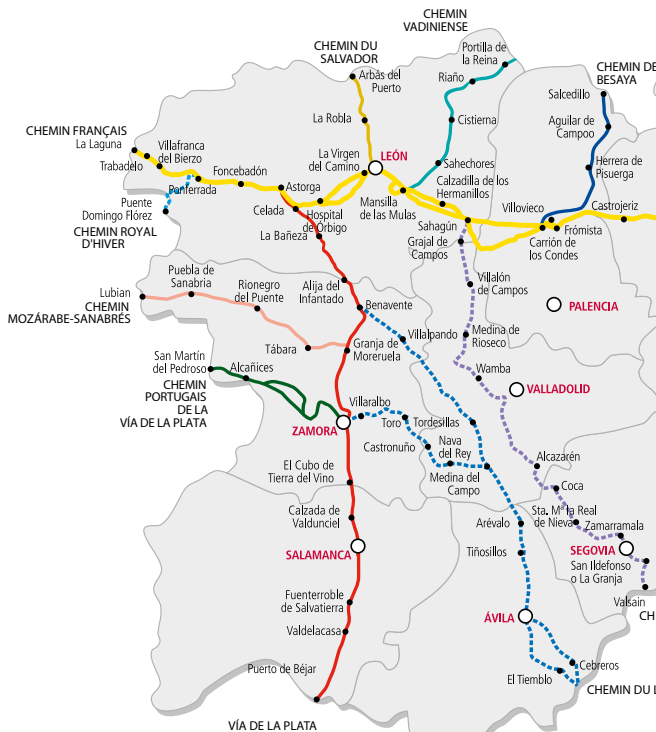 CHEMIN
VADINIENSE
CHEMIN DU
SALVADOR
Portilla de
la Reina
CHEMIN DE
BESAYA
Arbás del
Puerto
Riaño
Salcedillo
La Robla
Cistierna
Aguilar de
Campoo
CHEMIN FRANÇAIS
La Laguna
Villafranca
del Bierzo
Trabadelo
La Virgen
del Camino
LEÓN
Sahechores
Herrera de
Pisuerga
Foncebadón
Ponferrada
Astorga
Calzadilla de los
Hermanillos
Mansilla
de las Mulas
Villovieco
Castrojeriz
Puente
Domingo Flórez
CHEMIN ROYAL
D'HIVER
Celada
Hospital
de Órbigo
Sahagún
Frómista
La Bañeza
Grajal de
Campos
Carrión de
los Condes
Puebla de
Sanabria
Lubian
Rionegro
del Puente
Alija del
Infantado
Villalón
de Campos
CHEMIN
MOZÁRABE-SANABRÉS
Benavente
PALENCIA
Villalpando
Medina de
Rioseco
Tábara
Granja de
Moreruela
San Martín
del Pedroso
Alcañices
Wamba
CHEMIN
PORTUGAIS
DE LA
VÍA DE LA PLATA
VALLADOLID
Villaralbo
ZAMORA
Toro
Tordesillas
Castronuño
Nava
del Rey
Alcazarén
El Cubo de
Tierra del Vino
Medina del
Campo
Coca
Calzada de
Valdunciel
Arévalo
Sta. Mª la Real
de Nieva
Zamarramala
SALAMANCA
Tiñosillos
SEGOVIA
San Ildefonso
o La Granja
Fuenterroble
de Salvatierra
Valsain
ÁVILA
CHE
Valdelacasa
Puerto de Béjar
Cebreros
El Tiemblo
CHEMIN DU L
VÍA DE LA PLATA